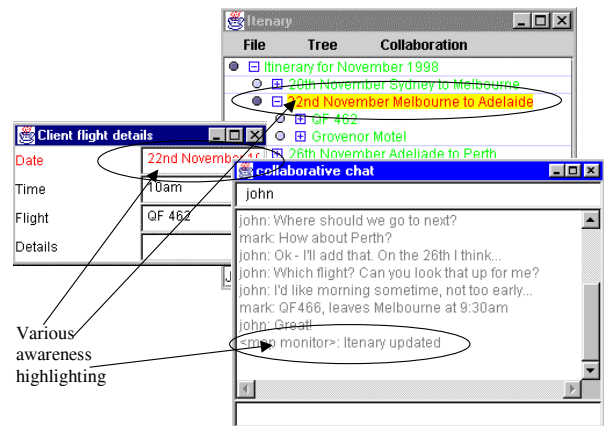 Itenary
File Tree Collaboration
Itinerary for November 1998
20th November Sydney to Melbourne
22nd November Melbourne to Adelaide
QF 462
Grovenor Motel
26th November Adeliade to Perth
Client flight details
Date 22nd November 1
Time 10am
Flight QF 462
Details
collaborative chat
john
john: Where should we go to next?
mark: How about Perth?
john: Ok - I'll add that. On the 26th I think...
john: Which flight? Can you look that up for me?
john: I'd like morning sometime, not too early...
mark: QF466, leaves Melbourne at 9:30am
john: Great!
<map monitor>: Itenary updated
Various
awareness
highlighting